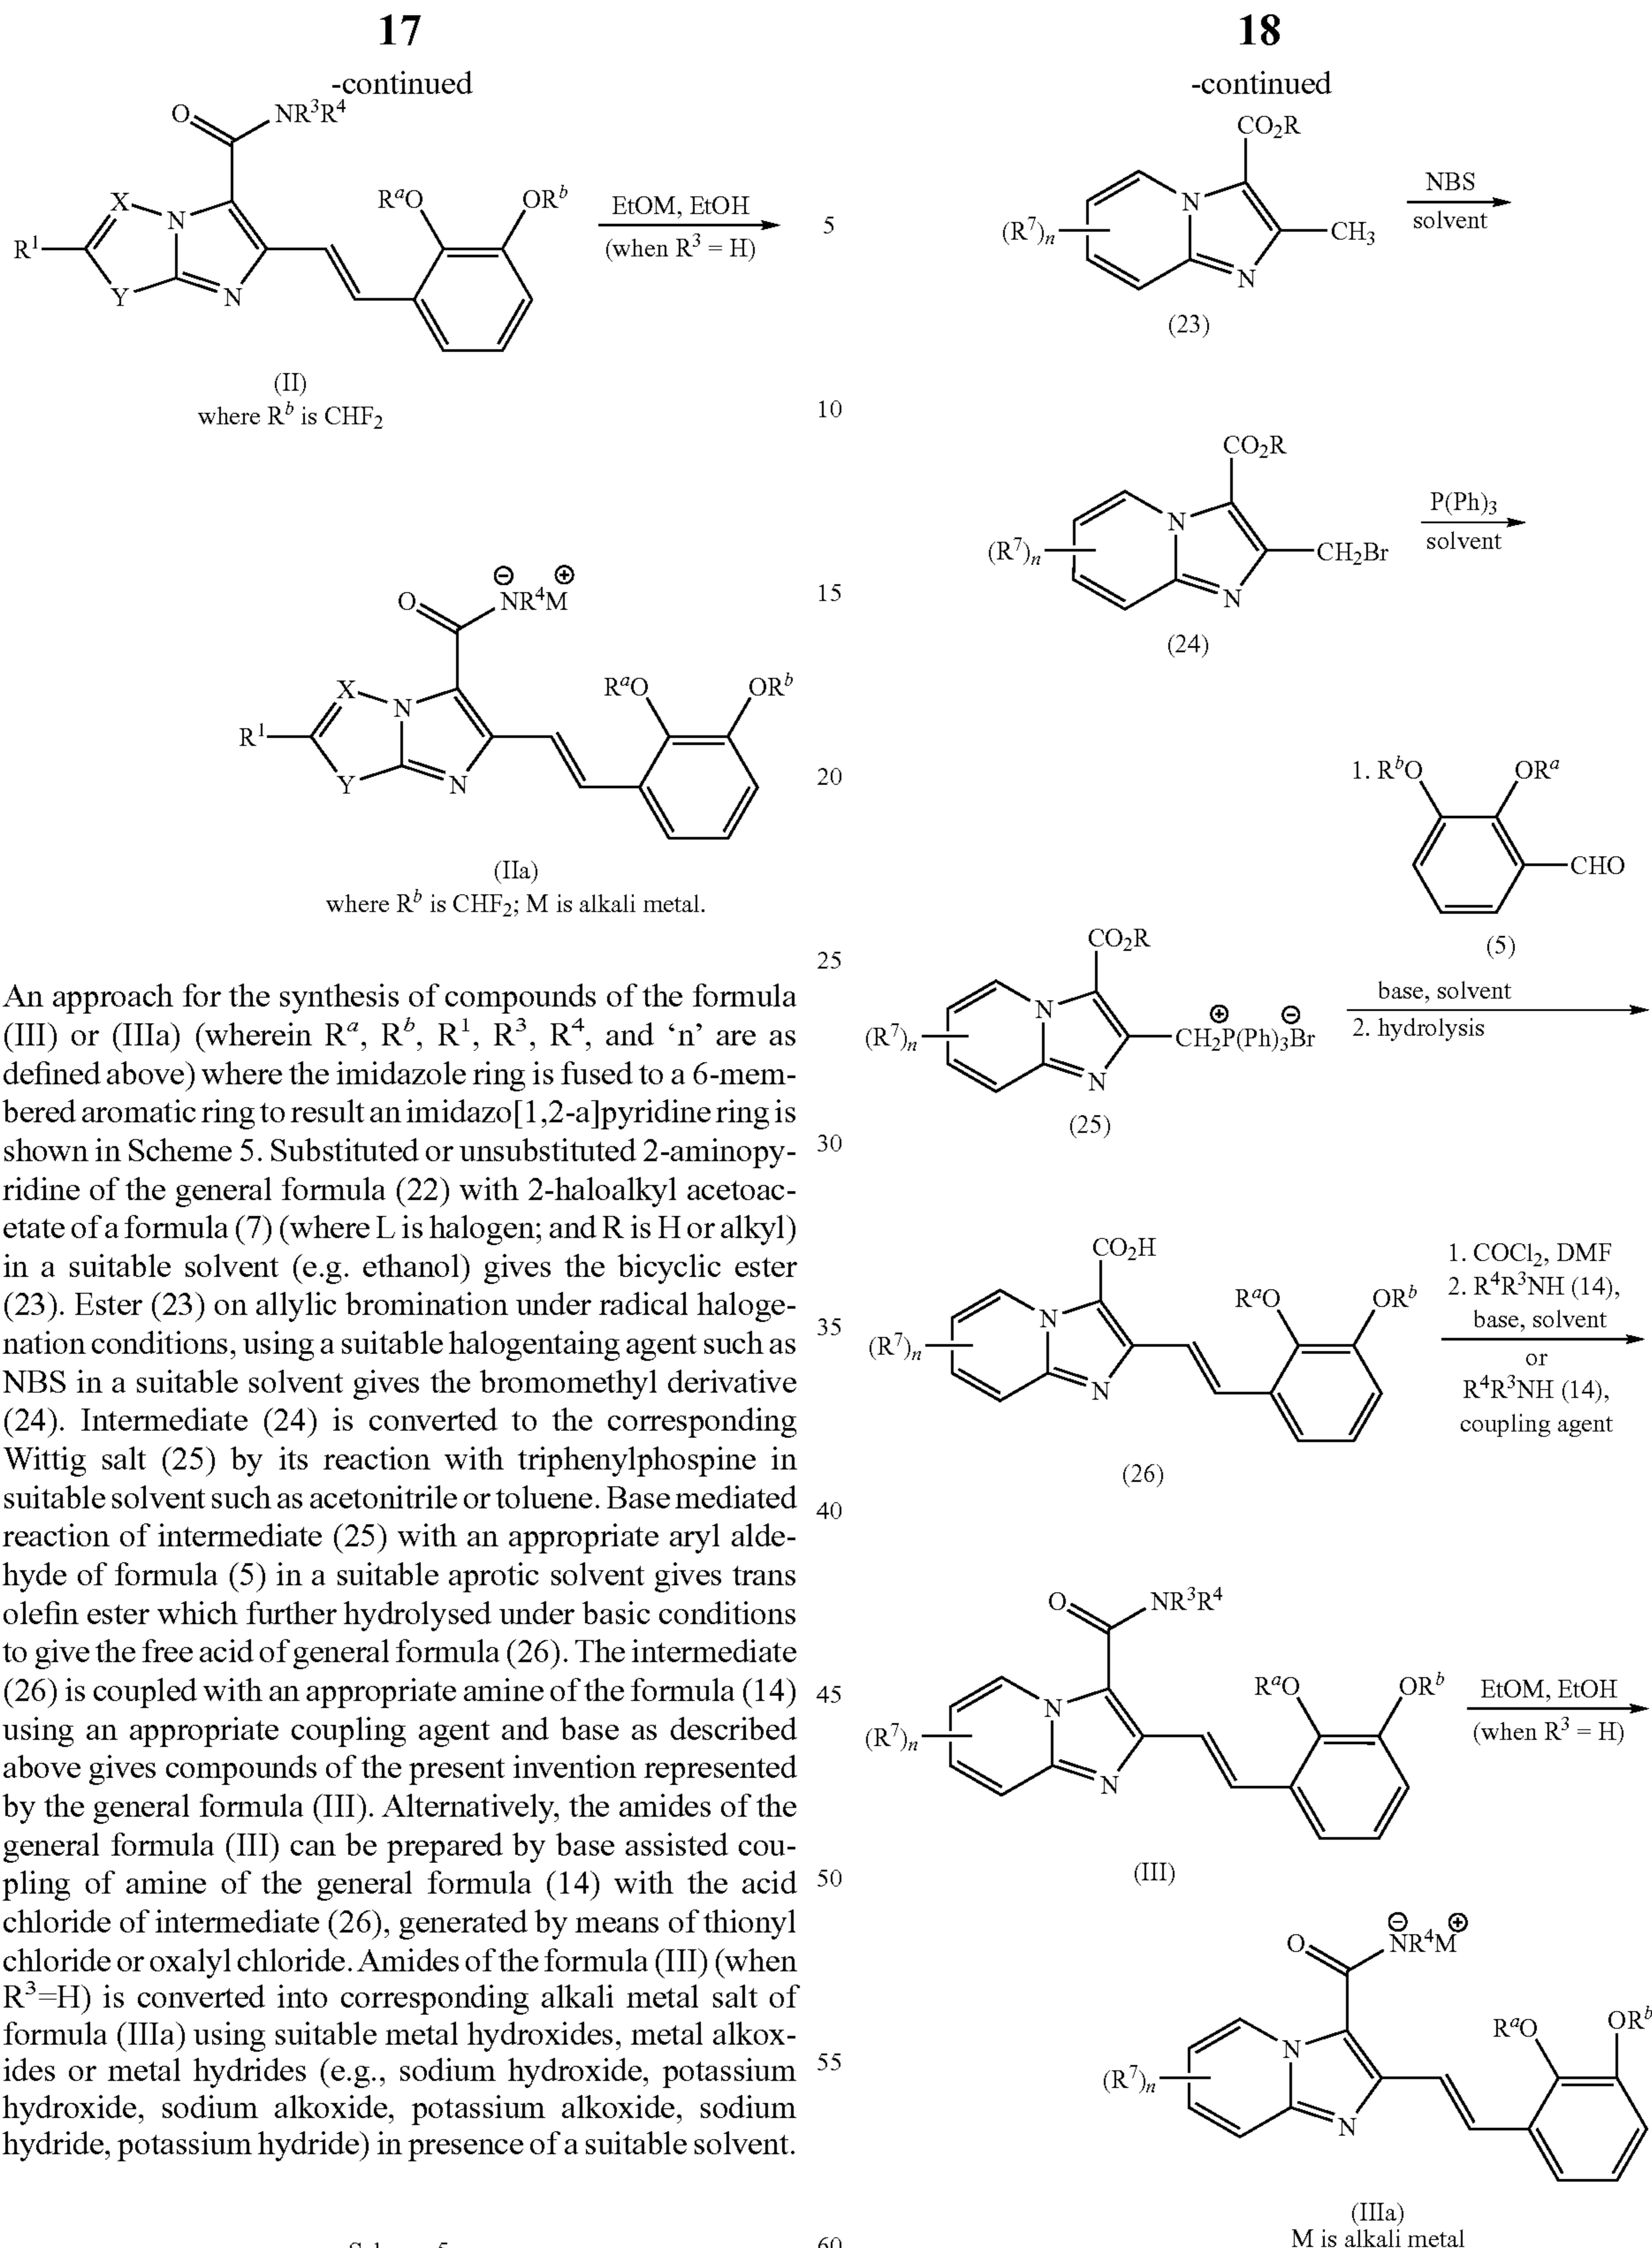 17
-continued
O NR³R⁴
X N RᵃO ORᵇ EtOM, EtOH
R¹ (when R³ = H)
Y N
(II)
where Rᵇ is CHF₂
⊖ ⊕
O NR⁴M
X N RᵃO ORᵇ
R¹
Y N
(IIa)
where Rᵇ is CHF₂; M is alkali metal.
An approach for the synthesis of compounds of the formula
(III) or (IIIa) (wherein Rᵃ, Rᵇ, R¹, R³, R⁴, and ‘n’ are as
defined above) where the imidazole ring is fused to a 6-mem-
bered aromatic ring to result an imidazo[1,2-a]pyridine ring is
shown in Scheme 5. Substituted or unsubstituted 2-aminopy-
ridine of the general formula (22) with 2-haloalkyl acetoac-
etate of a formula (7) (where L is halogen; and R is H or alkyl)
in a suitable solvent (e.g. ethanol) gives the bicyclic ester
(23). Ester (23) on allylic bromination under radical haloge-
nation conditions, using a suitable halogentaing agent such as
NBS in a suitable solvent gives the bromomethyl derivative
(24). Intermediate (24) is converted to the corresponding
Wittig salt (25) by its reaction with triphenylphospine in
suitable solvent such as acetonitrile or toluene. Base mediated
reaction of intermediate (25) with an appropriate aryl alde-
hyde of formula (5) in a suitable aprotic solvent gives trans
olefin ester which further hydrolysed under basic conditions
to give the free acid of general formula (26). The intermediate
(26) is coupled with an appropriate amine of the formula (14)
using an appropriate coupling agent and base as described
above gives compounds of the present invention represented
by the general formula (III). Alternatively, the amides of the
general formula (III) can be prepared by base assisted cou-
pling of amine of the general formula (14) with the acid
chloride of intermediate (26), generated by means of thionyl
chloride or oxalyl chloride. Amides of the formula (III) (when
R³=H) is converted into corresponding alkali metal salt of
formula (IIIa) using suitable metal hydroxides, metal alkox-
ides or metal hydrides (e.g., sodium hydroxide, potassium
hydroxide, sodium alkoxide, potassium alkoxide, sodium
hydride, potassium hydride) in presence of a suitable solvent.
5
10
15
20
25
30
35
40
45
50
55
60
18
-continued
CO₂R
N NBS
(R⁷)ₙ CH₃ solvent
N
(23)
CO₂R
N P(Ph)₃
(R⁷)ₙ CH₂Br solvent
N
(24)
1. RᵇO ORᵃ
CHO
(5)
CO₂R
N ⊕ ⊖ base, solvent
(R⁷)ₙ CH₂P(Ph)₃Br 2. hydrolysis
N
(25)
CO₂H 1. COCl₂, DMF
2. R⁴R³NH (14),
N RᵃO ORᵇ base, solvent
(R⁷)ₙ or
N R⁴R³NH (14),
coupling agent
(26)
O NR³R⁴
N RᵃO ORᵇ EtOM, EtOH
(R⁷)ₙ (when R³ = H)
N
(III)
⊖ ⊕
O NR⁴M
N RᵃO ORᵇ
(R⁷)ₙ
N
(IIIa)
M is alkali metal